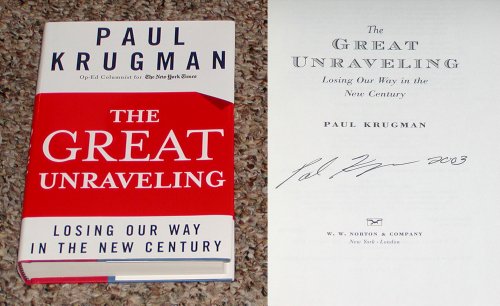 PAUL
KRUGMAN
Op-Ed Columnist for The New York Times
THE
GREAT
UNRAVELING
LOSING OUR WAY
IN THE NEW CENTURY
The
GREAT
UNRAVELING
Losing Our Way in the
New Century
PAUL KRUGMAN
2003
W. W. NORTON & COMPANY
New York • London